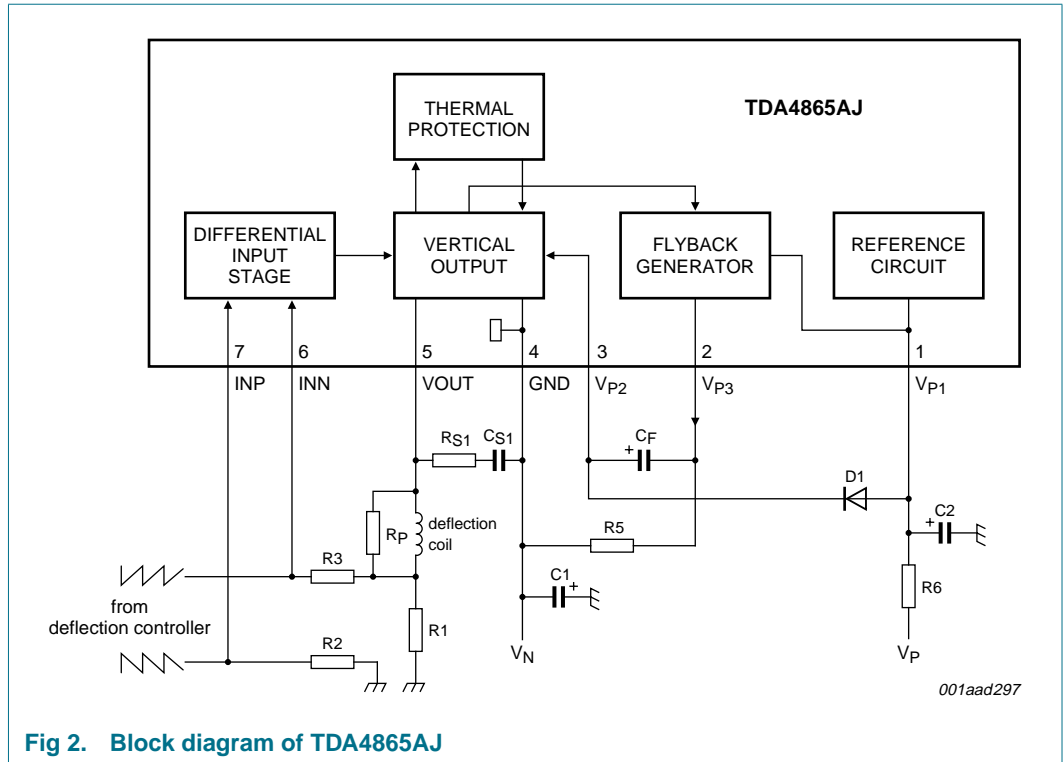 THERMAL
PROTECTION
TDA4865AJ
DIFFERENTIAL
INPUT
STAGE
VERTICAL
OUTPUT
FLYBACK
GENERATOR
REFERENCE
CIRCUIT
7 6 5 4 3 2 1
INP INN VOUT GND VP2 VP3 VP1
RS1 CS1 CF
+
D1
C2
+
RP
deflection
coil
R5
R3
C1
+
R6
from
deflection controller
R1
R2
VN
VP
001aad297
Fig 2. Block diagram of TDA4865AJ